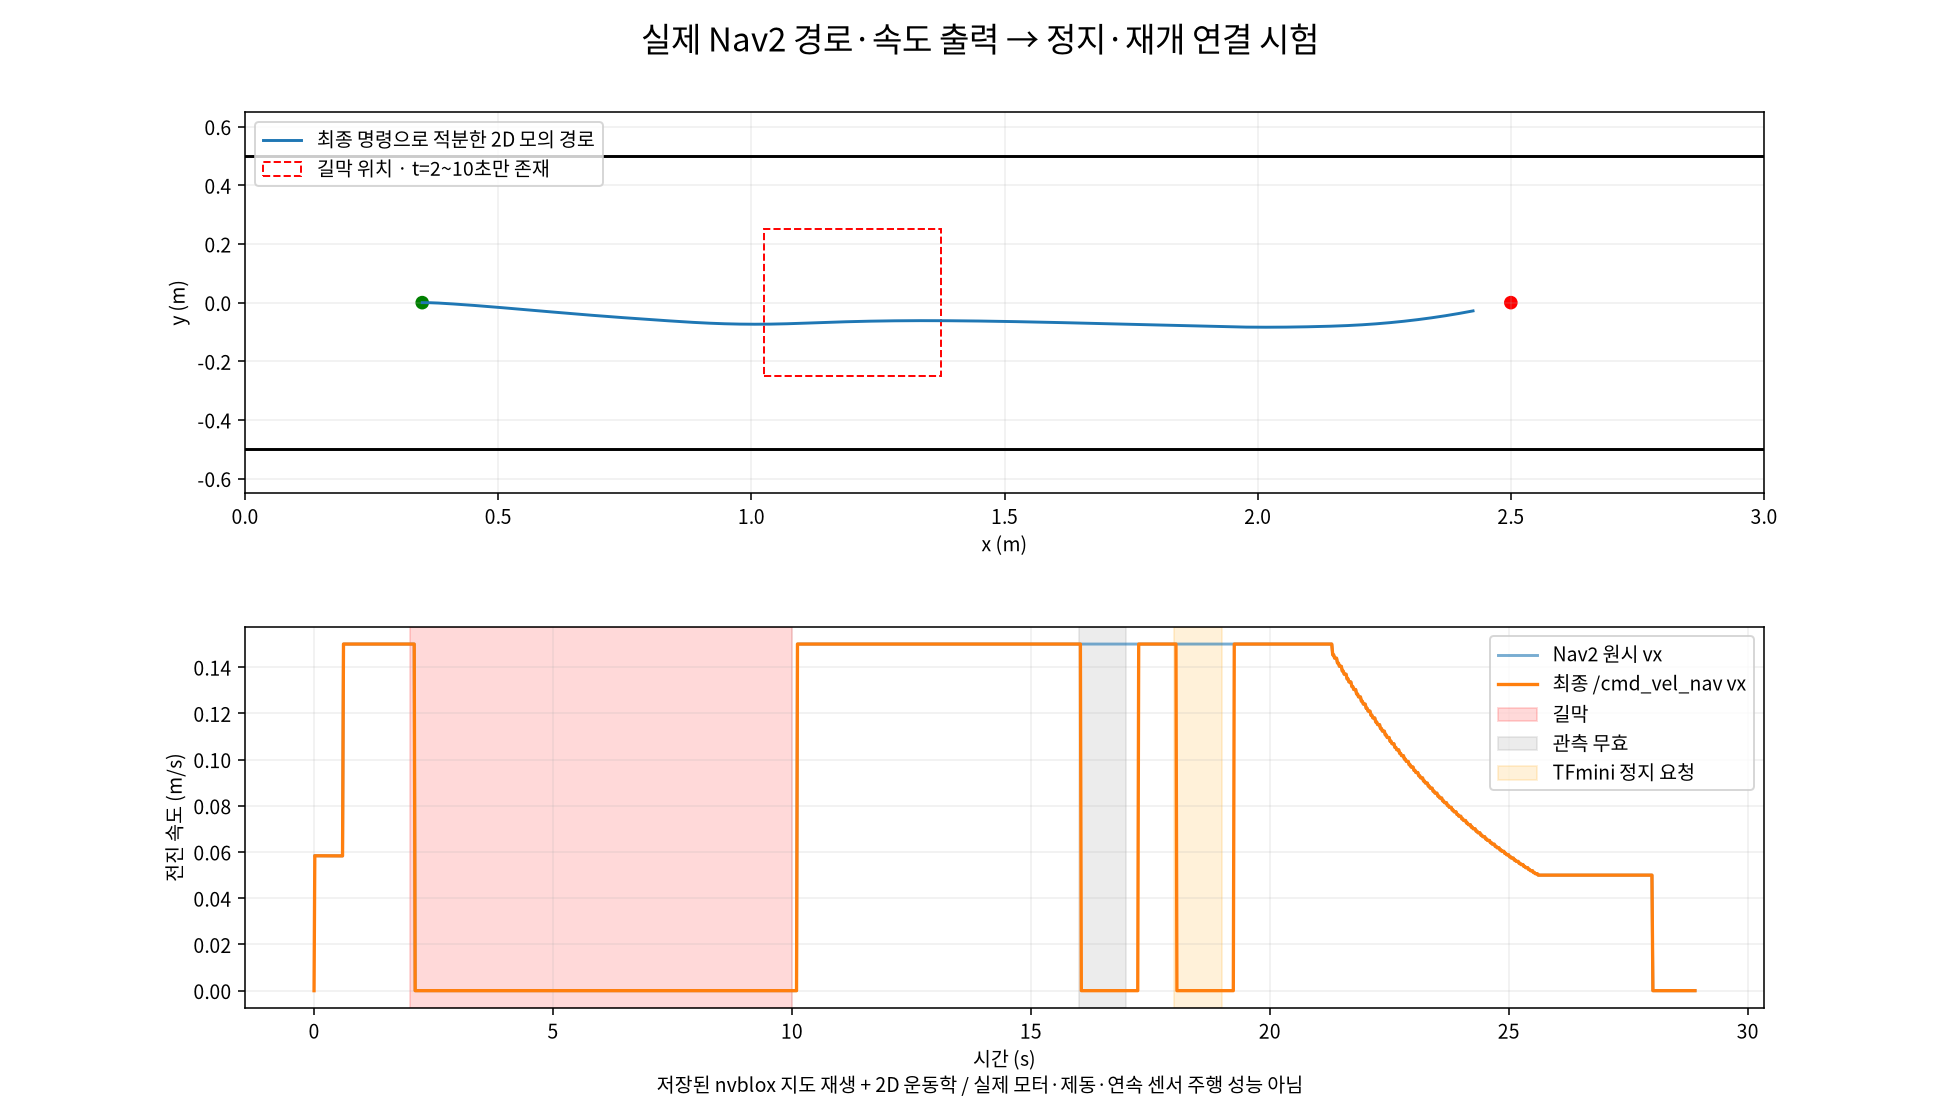 실제 Nav2 경로·속도 출력 → 정지·재개 연결 시험
최종 명령으로 적분한 2D 모의 경로
길막 위치 · t=2~10초만 존재
0.6
0.4
0.2
0.0
-0.2
-0.4
-0.6
y (m)
0.0 0.5 1.0 1.5 2.0 2.5 3.0
x (m)
Nav2 원시 vx
최종 /cmd_vel_nav vx
길막
관측 무효
TFmini 정지 요청
0.14
0.12
0.10
0.08
0.06
0.04
0.02
0.00
전진 속도 (m/s)
0 5 10 15 20 25 30
시간 (s)
저장된 nvblox 지도 재생 + 2D 운동학 / 실제 모터·제동·연속 센서 주행 성능 아님